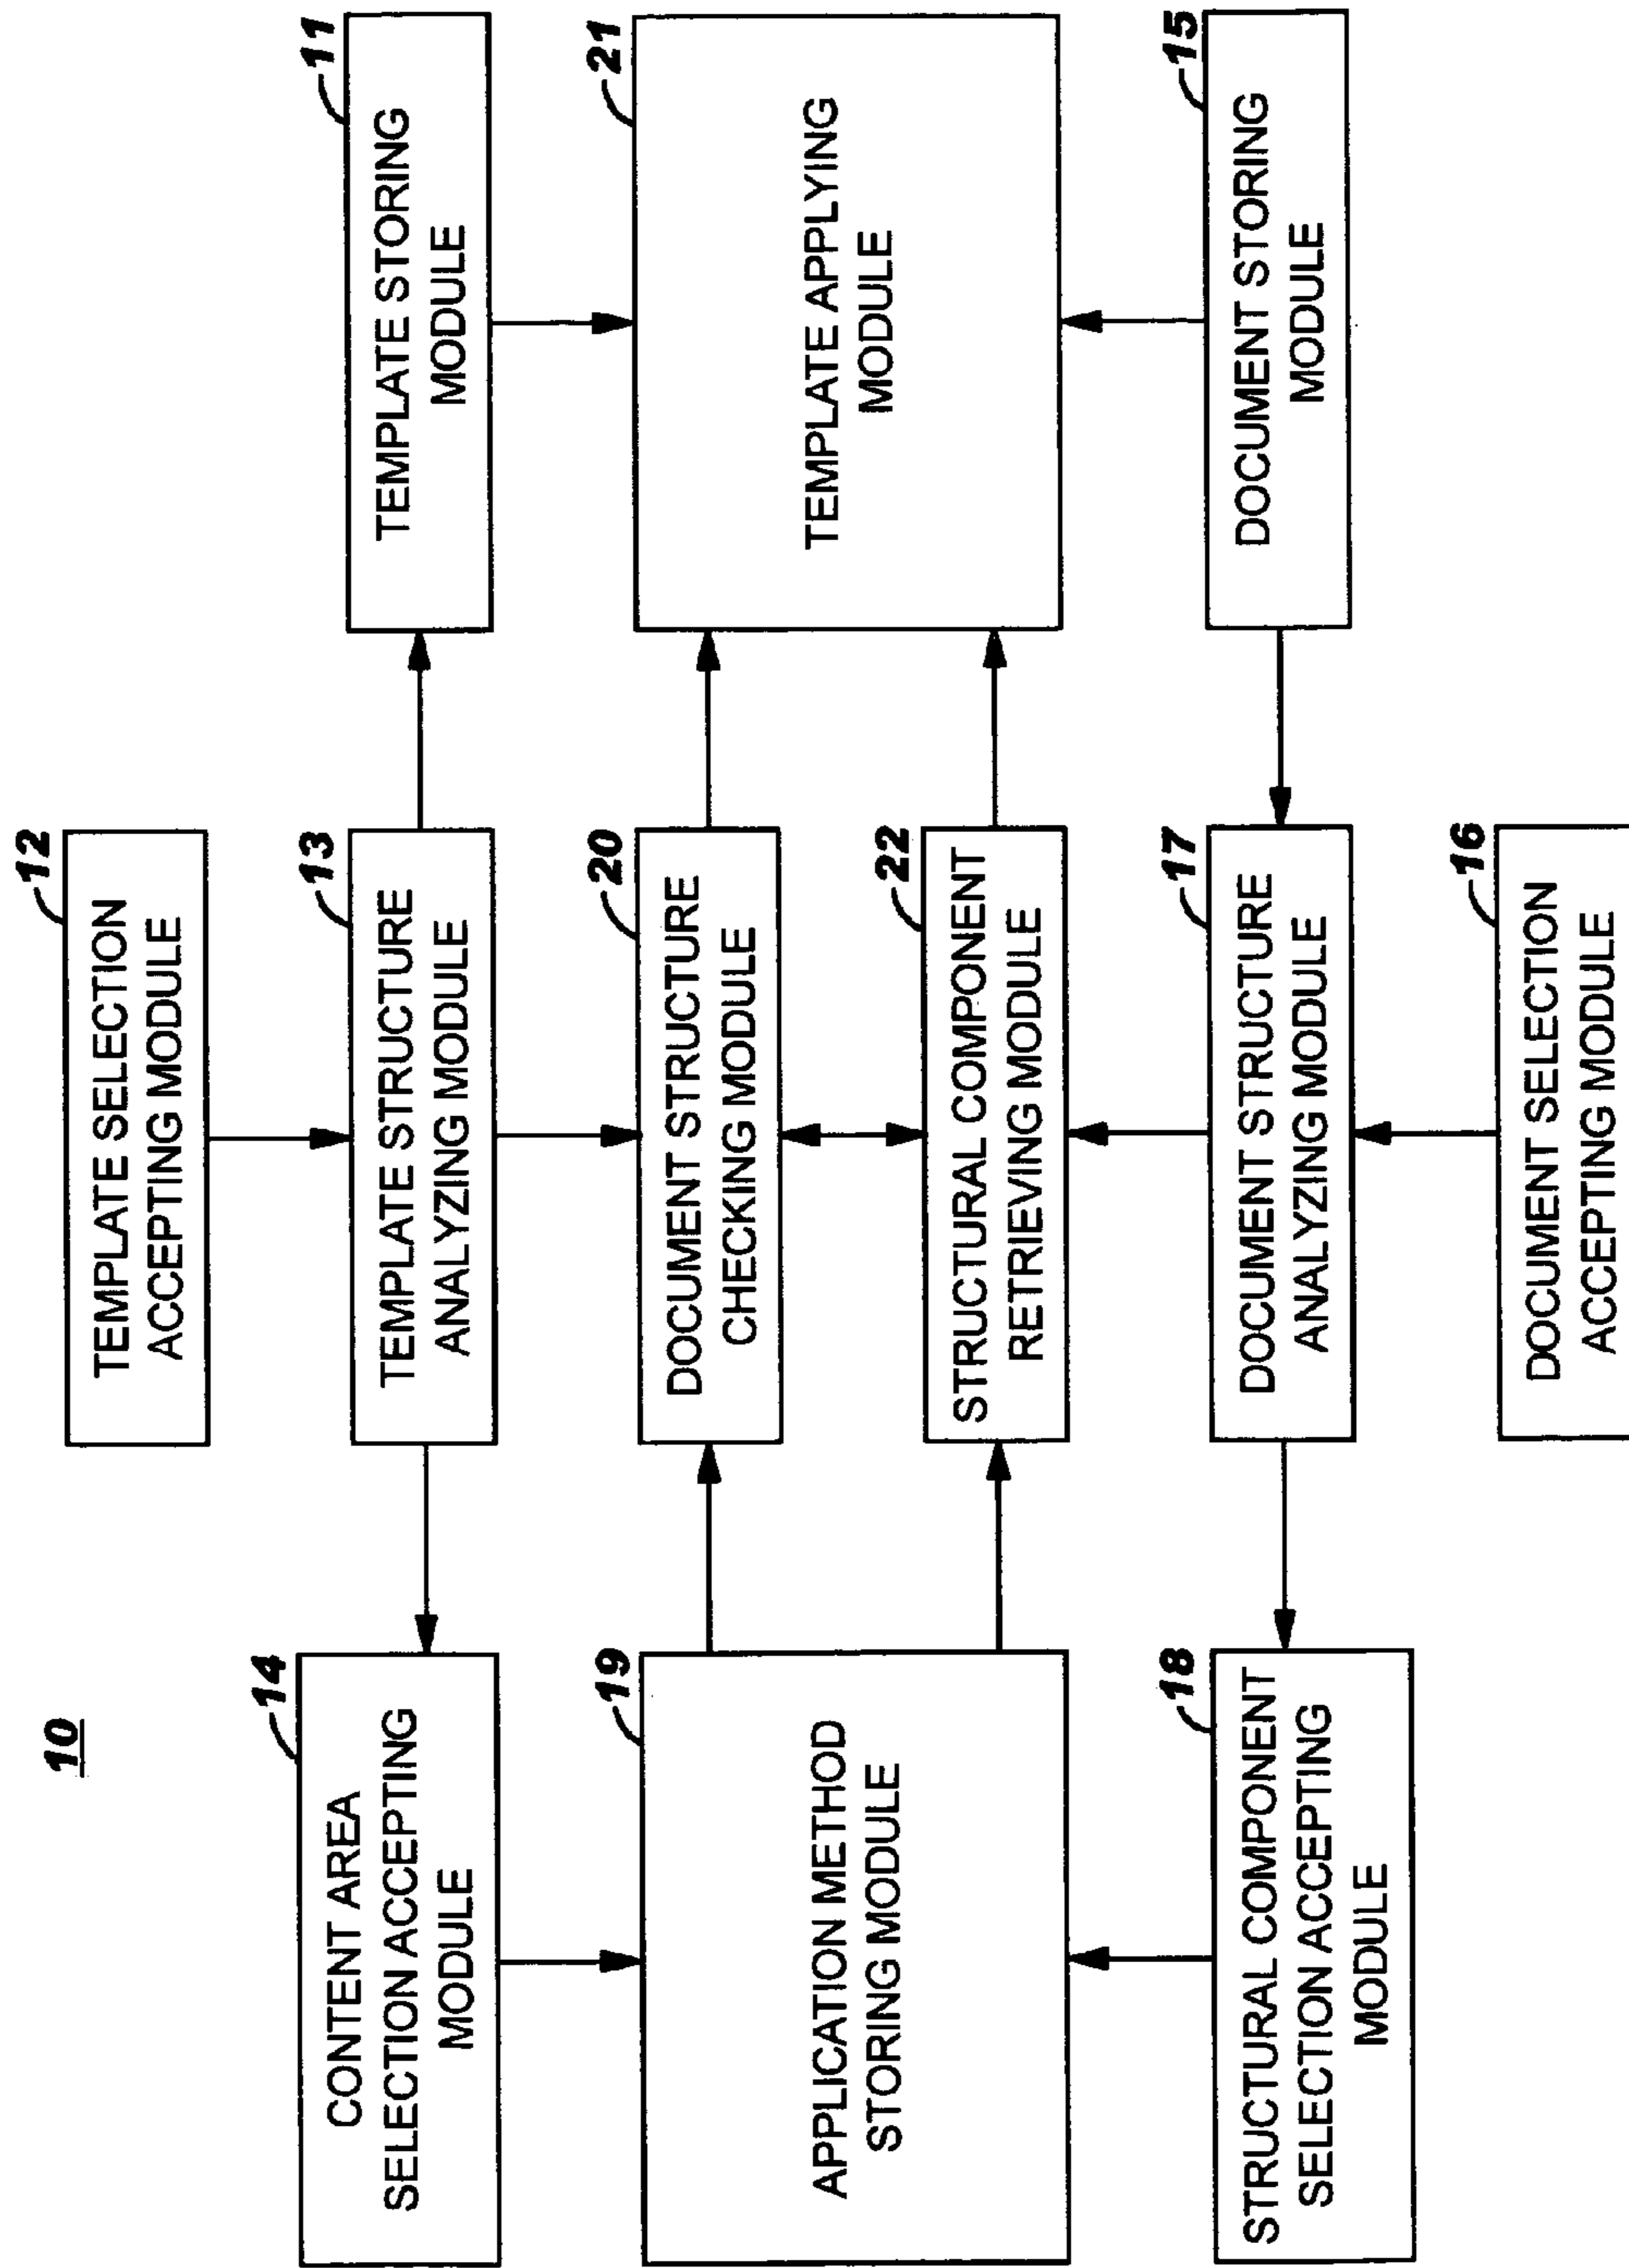 10
12
TEMPLATE SELECTION
ACCEPTING MODULE
14
CONTENT AREA
SELECTION ACCEPTING
MODULE
13
TEMPLATE STRUCTURE
ANALYZING MODULE
11
TEMPLATE STORING
MODULE
19
APPLICATION METHOD
STORING MODULE
20
DOCUMENT STRUCTURE
CHECKING MODULE
21
TEMPLATE APPLYING
MODULE
22
STRUCTURAL COMPONENT
RETRIEVING MODULE
18
STRUCTURAL COMPONENT
SELECTION ACCEPTING
MODULE
17
DOCUMENT STRUCTURE
ANALYZING MODULE
15
DOCUMENT STORING
MODULE
16
DOCUMENT SELECTION
ACCEPTING MODULE